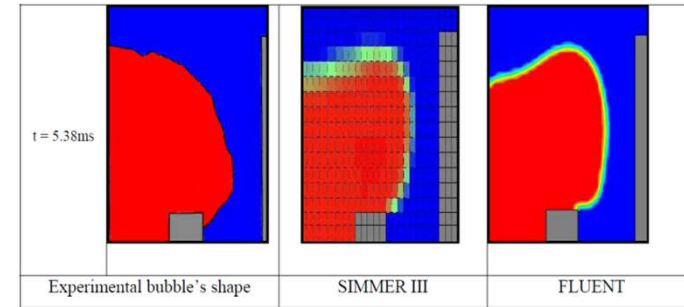 t = 5.38ms
Experimental bubble's shape
SIMMER III
FLUENT